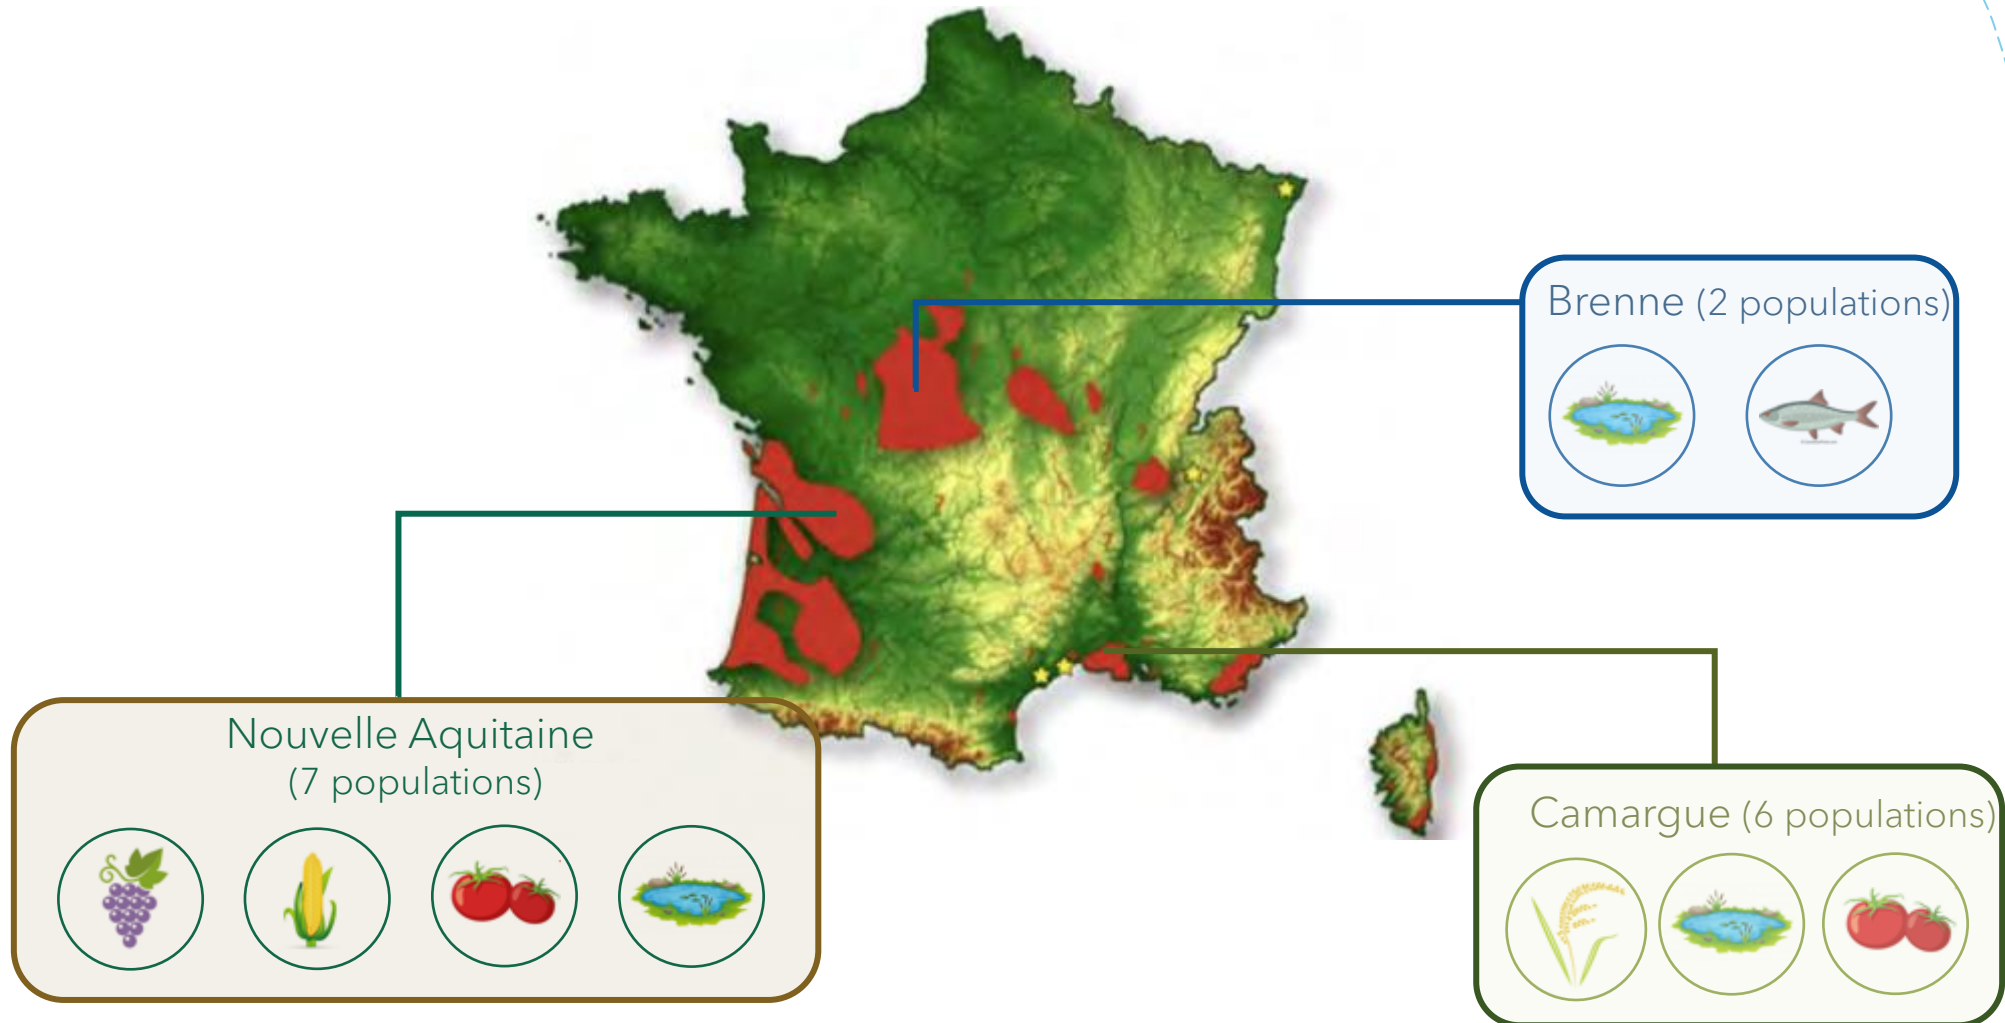 Brenne (2 populations)
Nouvelle Aquitaine
(7 populations)
Camargue (6 populations)